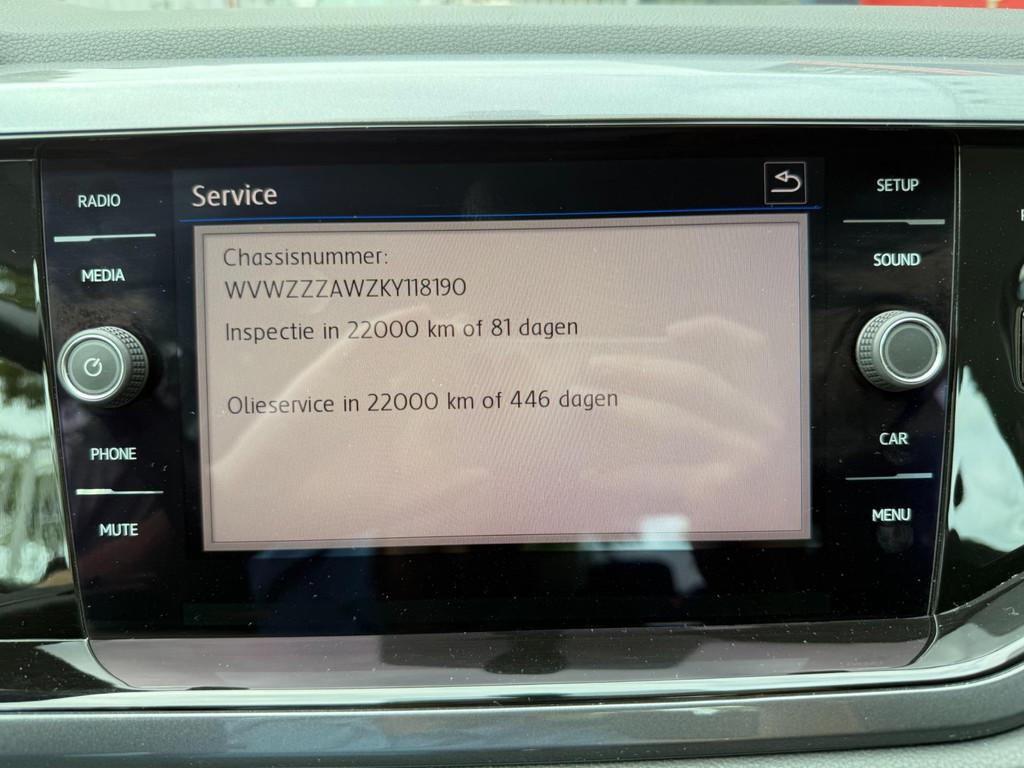 Service
Chassisnummer:
WVWZZZAWZKY118190
Inspectie in 22000 km of 81 dagen
Olieservice in 22000 km of 446 dagen
RADIO
MEDIA
PHONE
MUTE
SETUP
SOUND
CAR
MENU